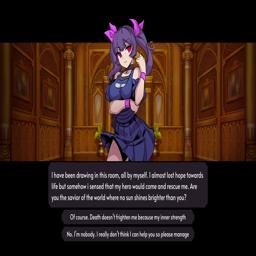 I have been drawing in this room, all by myself. I almost lost hope towards
life but somehow i sensed that my hero would come and rescue me. Are
you the savior of the world where no sun shines brighter than you?
Of course. Death doesn't frighten me because my inner strength
No. I'm nobody. I really don't think I can help you so please manage